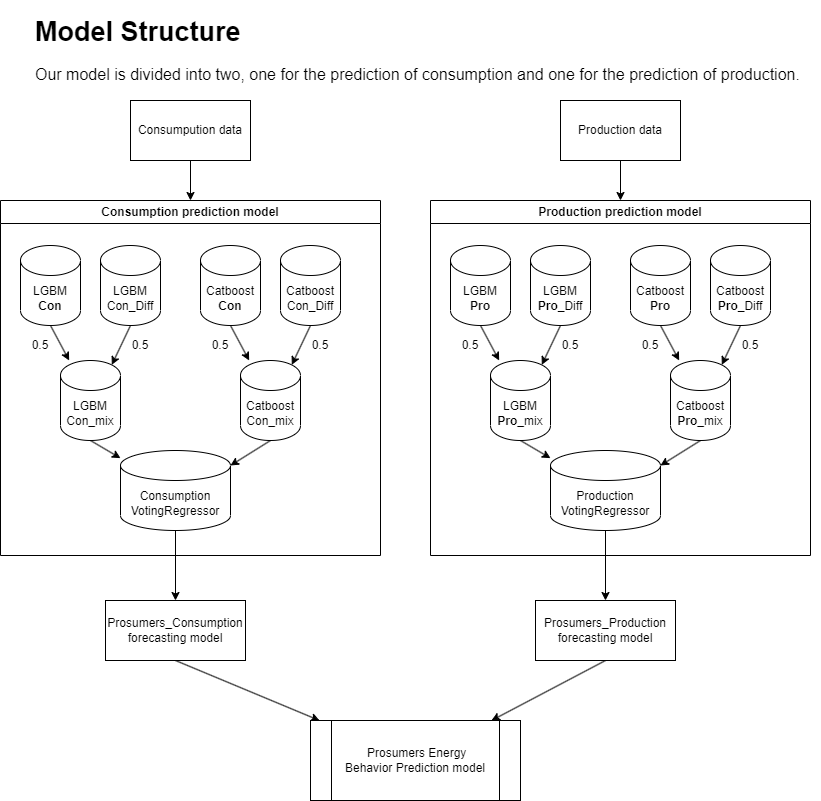 Model Structure
Our model is divided into two, one for the prediction of consumption and one for the prediction of production.
Consumpution data
Production data
Consumption prediction model
Production prediction model
LGBM
Con
LGBM
Con_Diff
Catboost
Con
Catboost
Con_Diff
LGBM
Pro
LGBM
Pro_Diff
Catboost
Pro
Catboost
Pro_Diff
0.5
0.5
0.5
0.5
0.5
0.5
0.5
0.5
LGBM
Con_mix
Catboost
Con_mix
LGBM
Pro_mix
Catboost
Pro_mix
Consumption
VotingRegressor
Production
VotingRegressor
Prosumers_Consumption
forecasting model
Prosumers_Production
forecasting model
Prosumers Energy
Behavior Prediction model